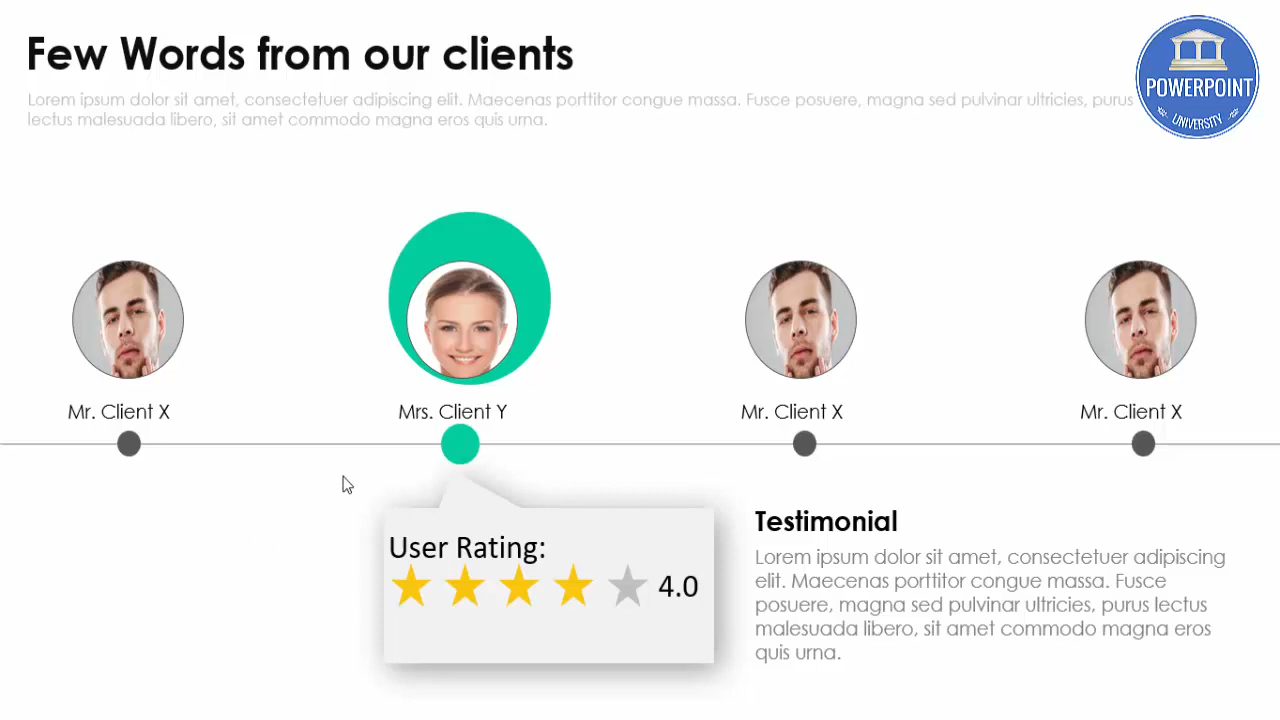 Few Words from our clients
Lorem ipsum dolor sit amet, consectetuer adipiscing elit. Maecenas porttitor congue massa. Fusce posuere, magna sed pulvinar ultricies, purus
lectus malesuada libero, sit amet commodo magna eros quis urna.
POWERPOINT
UNIVERSITY
Mr. Client X
Mrs. Client Y
Mr. Client X
Mr. Client X
User Rating:
4.0
Testimonial
Lorem ipsum dolor sit amet, consectetuer adipiscing
elit. Maecenas porttitor congue massa. Fusce
posuere, magna sed pulvinar ultricies, purus lectus
malesuada libero, sit amet commodo magna eros
quis urna.